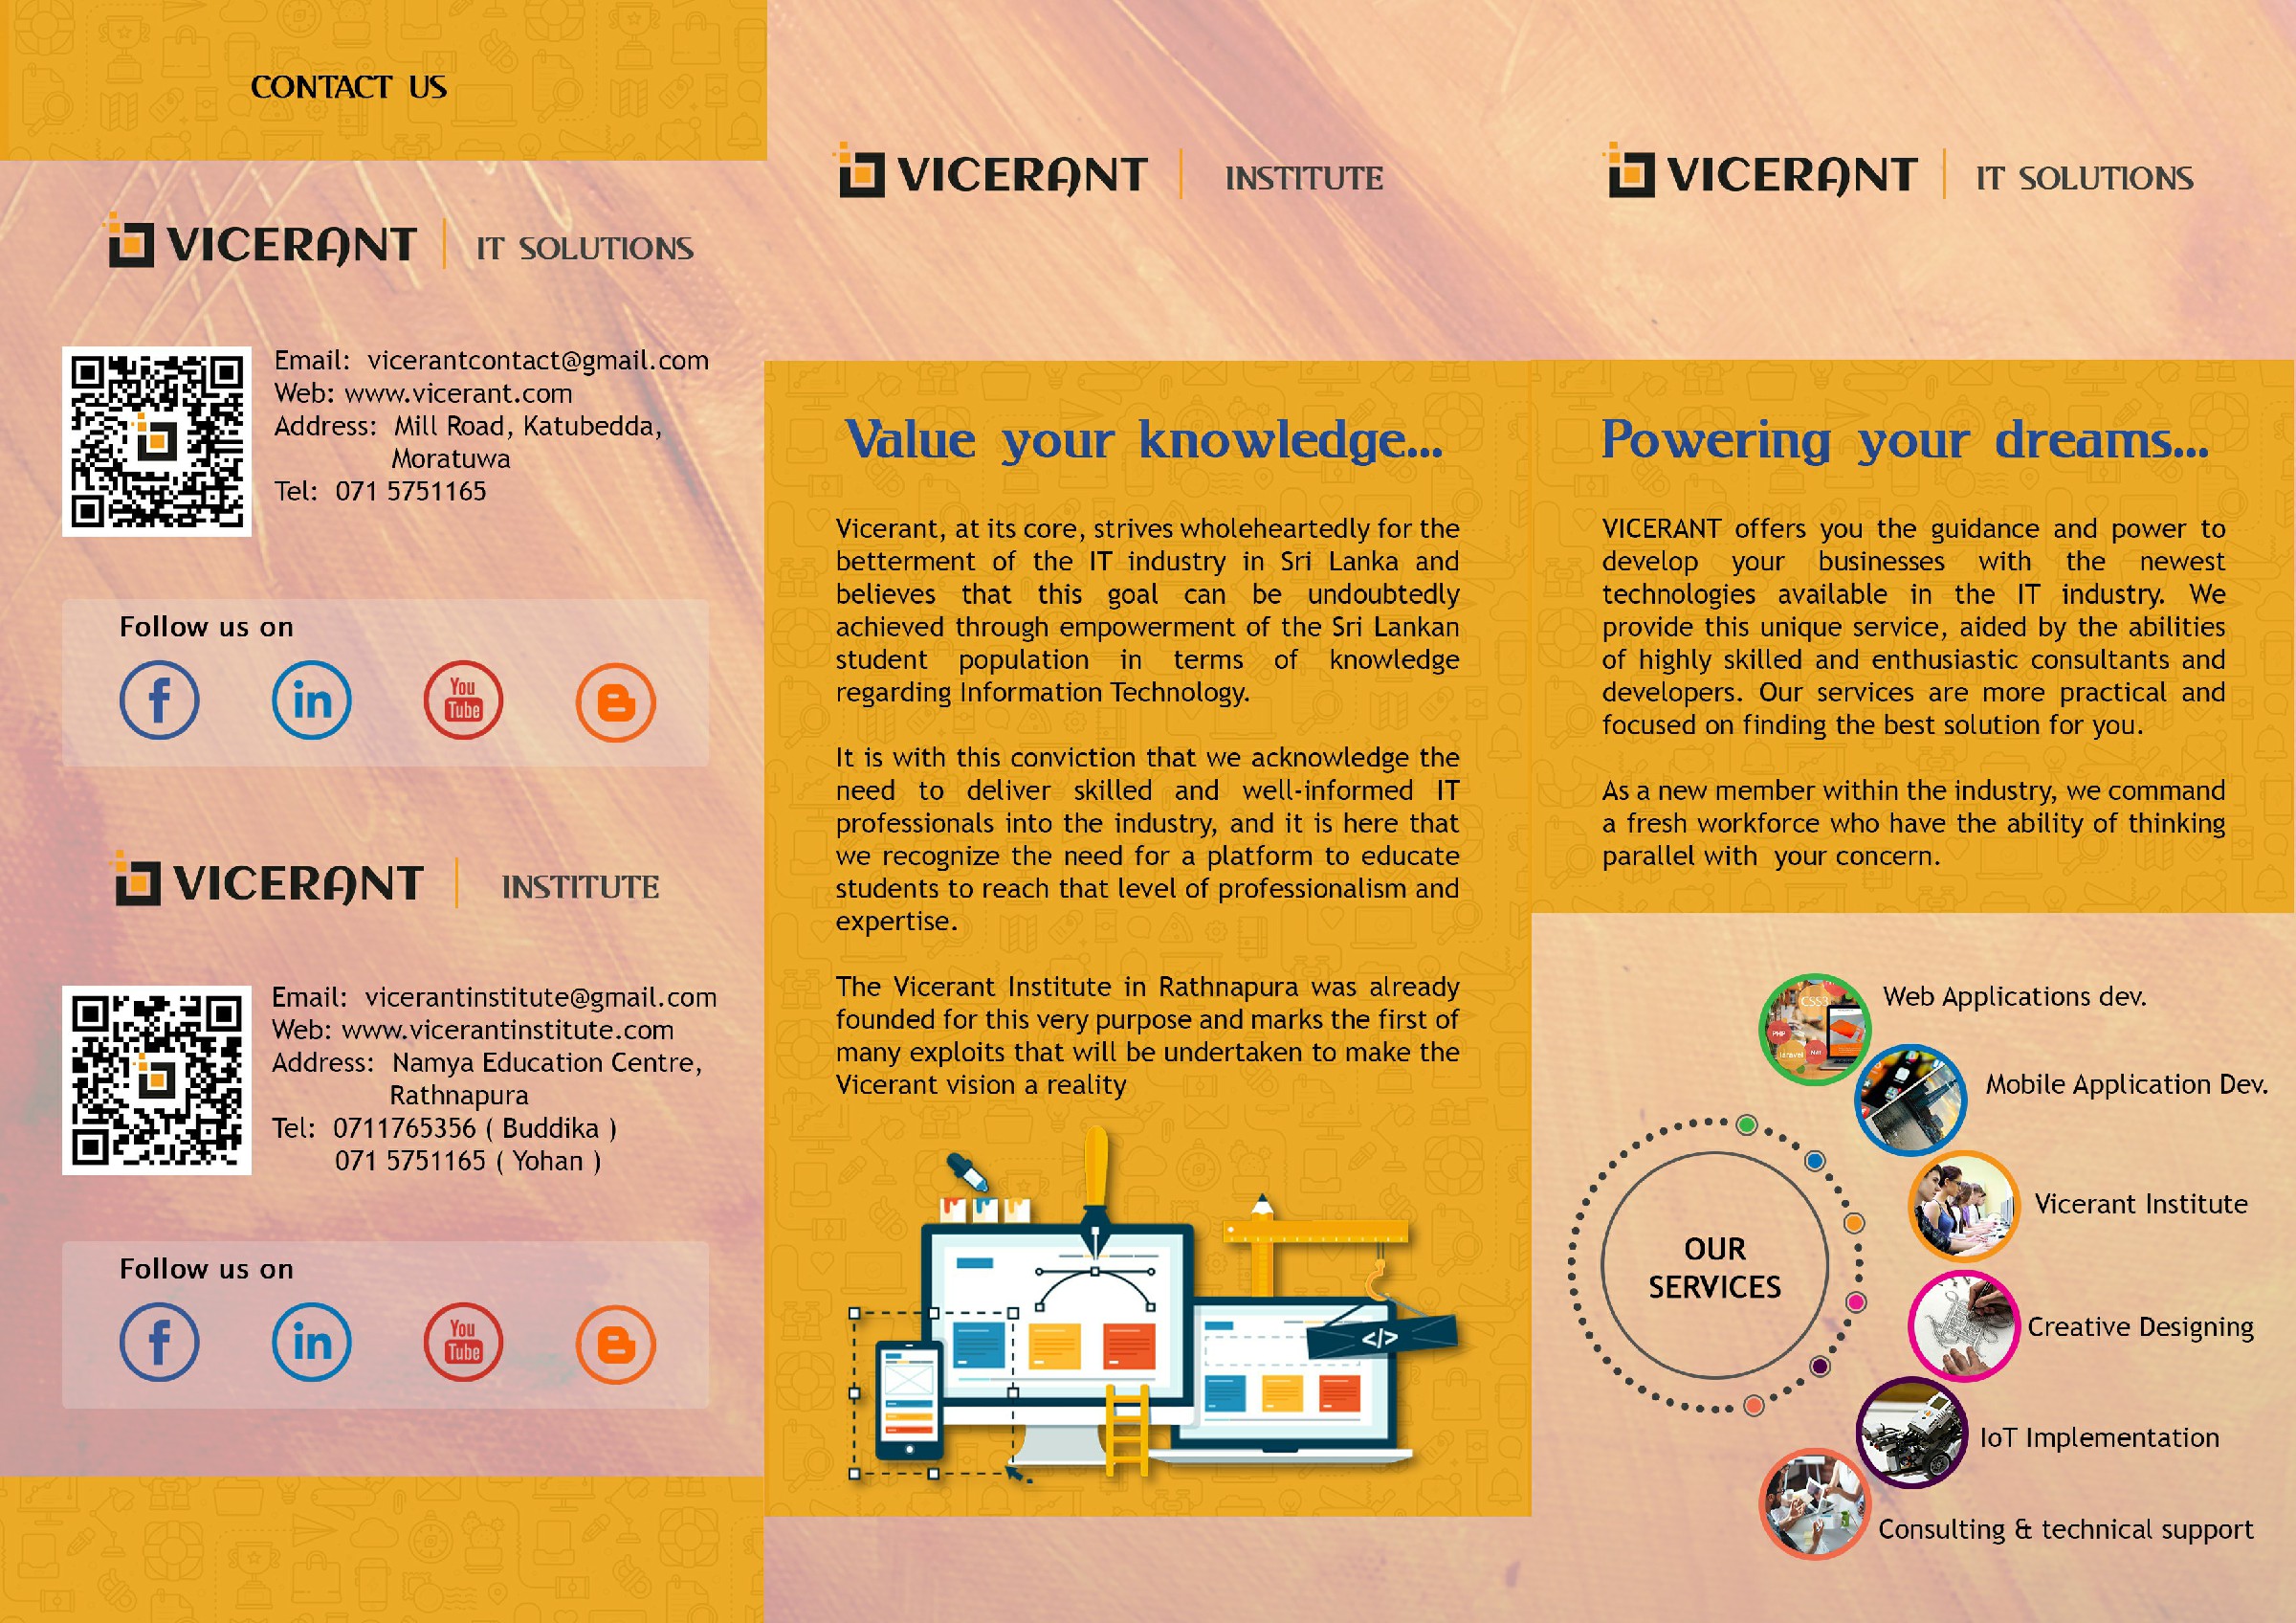 CONTACT US
VICERANT | IT SOLUTIONS
Email: vicerantcontact@gmail.com
Web: www.vicerant.com
Address: Mill Road, Katubedda,
Moratuwa
Tel: 071 5751165
Follow us on
f
in
You
Tube
B
VICERANT | INSTITUTE
Email: vicerantinstitute@gmail.com
Web: www.vicerantinstitute.com
Address: Namya Education Centre,
Rathnapura
Tel: 0711765356 ( Buddika )
071 5751165 ( Yohan )
Follow us on
f
in
You
Tube
B
VICERANT | INSTITUTE
Value your knowledge...
Vicerant, at its core, strives wholeheartedly for the
betterment of the IT industry in Sri Lanka and
believes that this goal can be undoubtedly
achieved through empowerment of the Sri Lankan
student population in terms of knowledge
regarding Information Technology.
It is with this conviction that we acknowledge the
need to deliver skilled and well-informed IT
professionals into the industry, and it is here that
we recognize the need for a platform to educate
students to reach that level of professionalism and
expertise.
The Vicerant Institute in Rathnapura was already
founded for this very purpose and marks the first of
many exploits that will be undertaken to make the
Vicerant vision a reality
</>
VICERANT | IT SOLUTIONS
Powering your dreams...
VICERANT offers you the guidance and power to
develop your businesses with the newest
technologies available in the IT industry. We
provide this unique service, aided by the abilities
of highly skilled and enthusiastic consultants and
developers. Our services are more practical and
focused on finding the best solution for you.
As a new member within the industry, we command
a fresh workforce who have the ability of thinking
parallel with your concern.
OUR
SERVICES
CSS3
PHP
Web Applications dev.
Mobile Application Dev.
Vicerant Institute
Creative Designing
IoT Implementation
Consulting & technical support